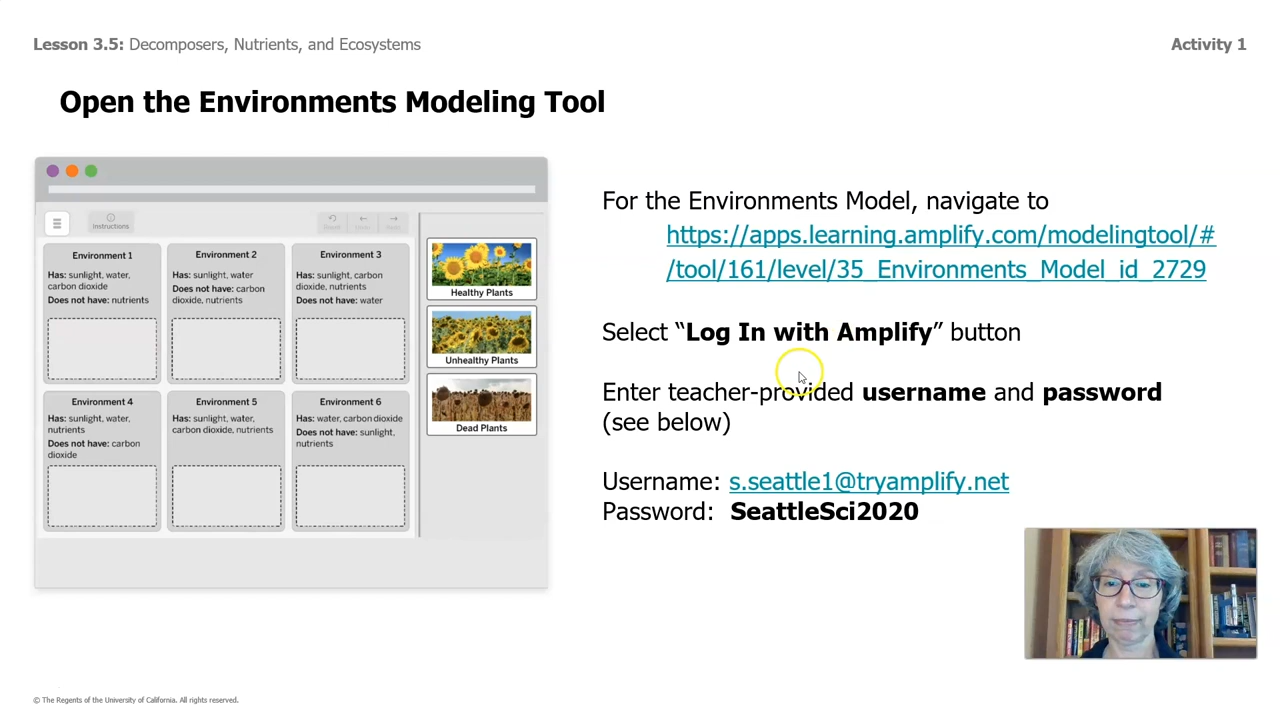 Lesson 3.5: Decomposers, Nutrients, and Ecosystems
Activity 1
Open the Environments Modeling Tool
Instructions
Environment 1
Has: sunlight, water,
carbon dioxide
Does not have: nutrients
Environment 2
Has: sunlight, water
Does not have: carbon
dioxide, nutrients
Environment 3
Has: sunlight, carbon
dioxide, nutrients
Does not have: water
Environment 4
Has: sunlight, water,
nutrients
Does not have: carbon
dioxide
Environment 5
Has: sunlight, water,
carbon dioxide, nutrients
Environment 6
Has: water, carbon dioxide
Does not have: sunlight,
nutrients
Healthy Plants
Unhealthy Plants
Dead Plants
For the Environments Model, navigate to
https://apps.learning.amplify.com/modelingtool/#
/tool/161/level/35_Environments_Model_id_2729
Select “Log In with Amplify” button
Enter teacher-provided username and password
(see below)
Username: s.seattle1@tryamplify.net
Password: SeattleSci2020
© The Regents of the University of California. All rights reserved.